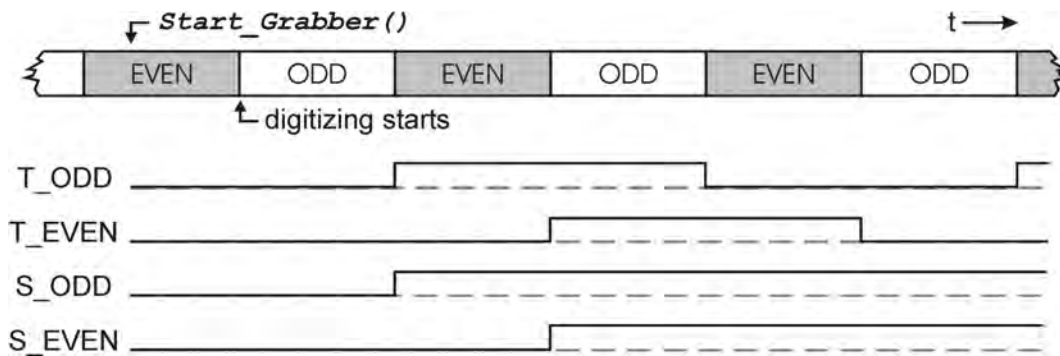 Start_Grabber() t
EVEN ODD EVEN ODD EVEN ODD
digitizing starts
T_ODD
T_EVEN
S_ODD
S_EVEN